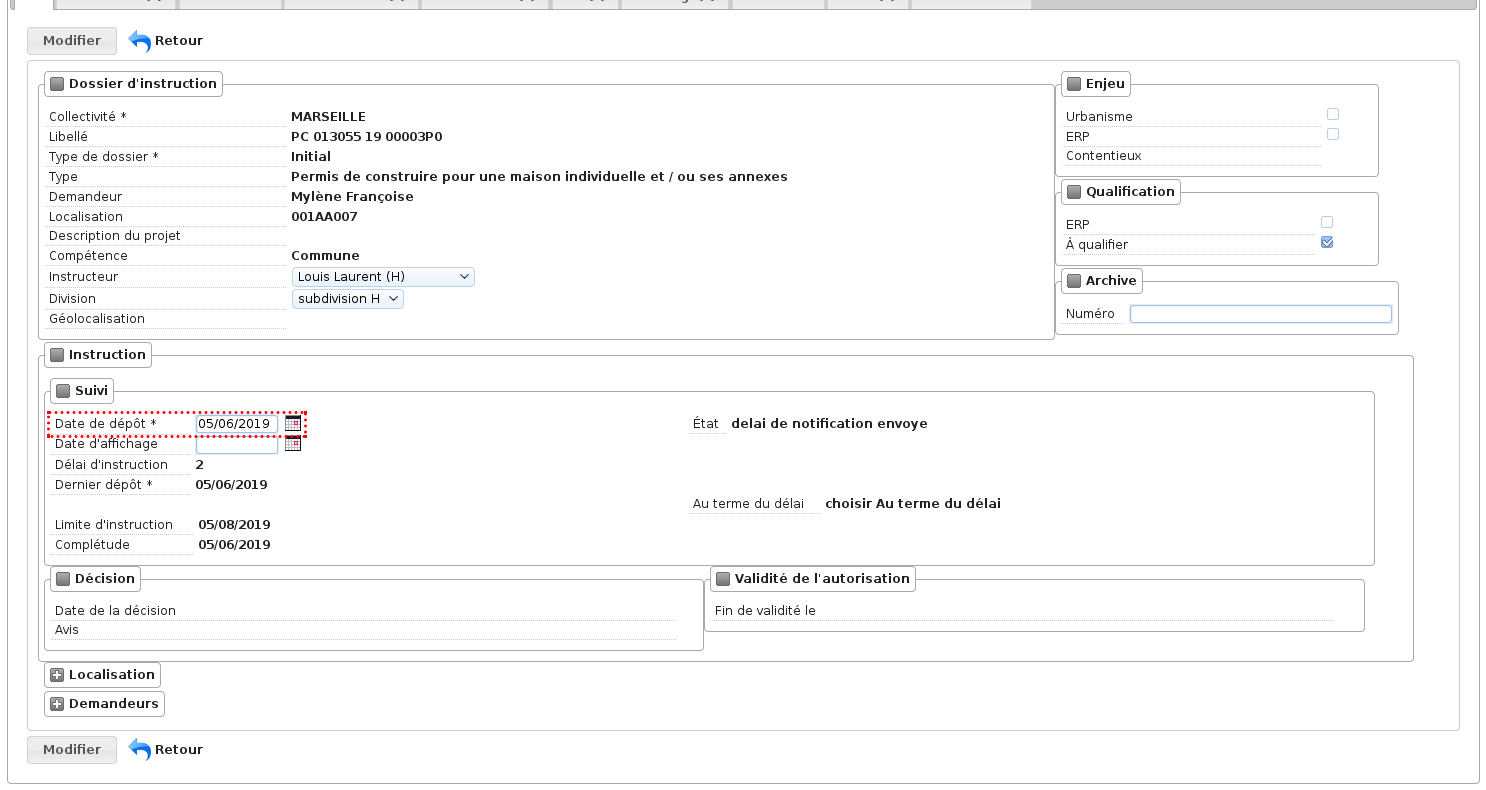 Modifier Retour
Dossier d'instruction
Collectivité * MARSEILLE
Libellé PC 013055 19 00003P0
Type de dossier * Initial
Type Permis de construire pour une maison individuelle et / ou ses annexes
Demandeur Mylène Françoise
Localisation 001AA007
Description du projet
Compétence Commune
Instructeur Louis Laurent (H)
Division subdivision H
Géolocalisation
Enjeu
Urbanisme
ERP
Contentieux
Qualification
ERP
À qualifier
Archive
Numéro
Instruction
Suivi
Date de dépôt * 05/06/2019
Date d'affichage
Délai d'instruction 2
Dernier dépôt * 05/06/2019
Limite d'instruction 05/08/2019
Complétude 05/06/2019
État delai de notification envoye
Au terme du délai choisir Au terme du délai
Décision
Date de la décision
Avis
Validité de l'autorisation
Fin de validité le
Localisation
Demandeurs
Modifier Retour